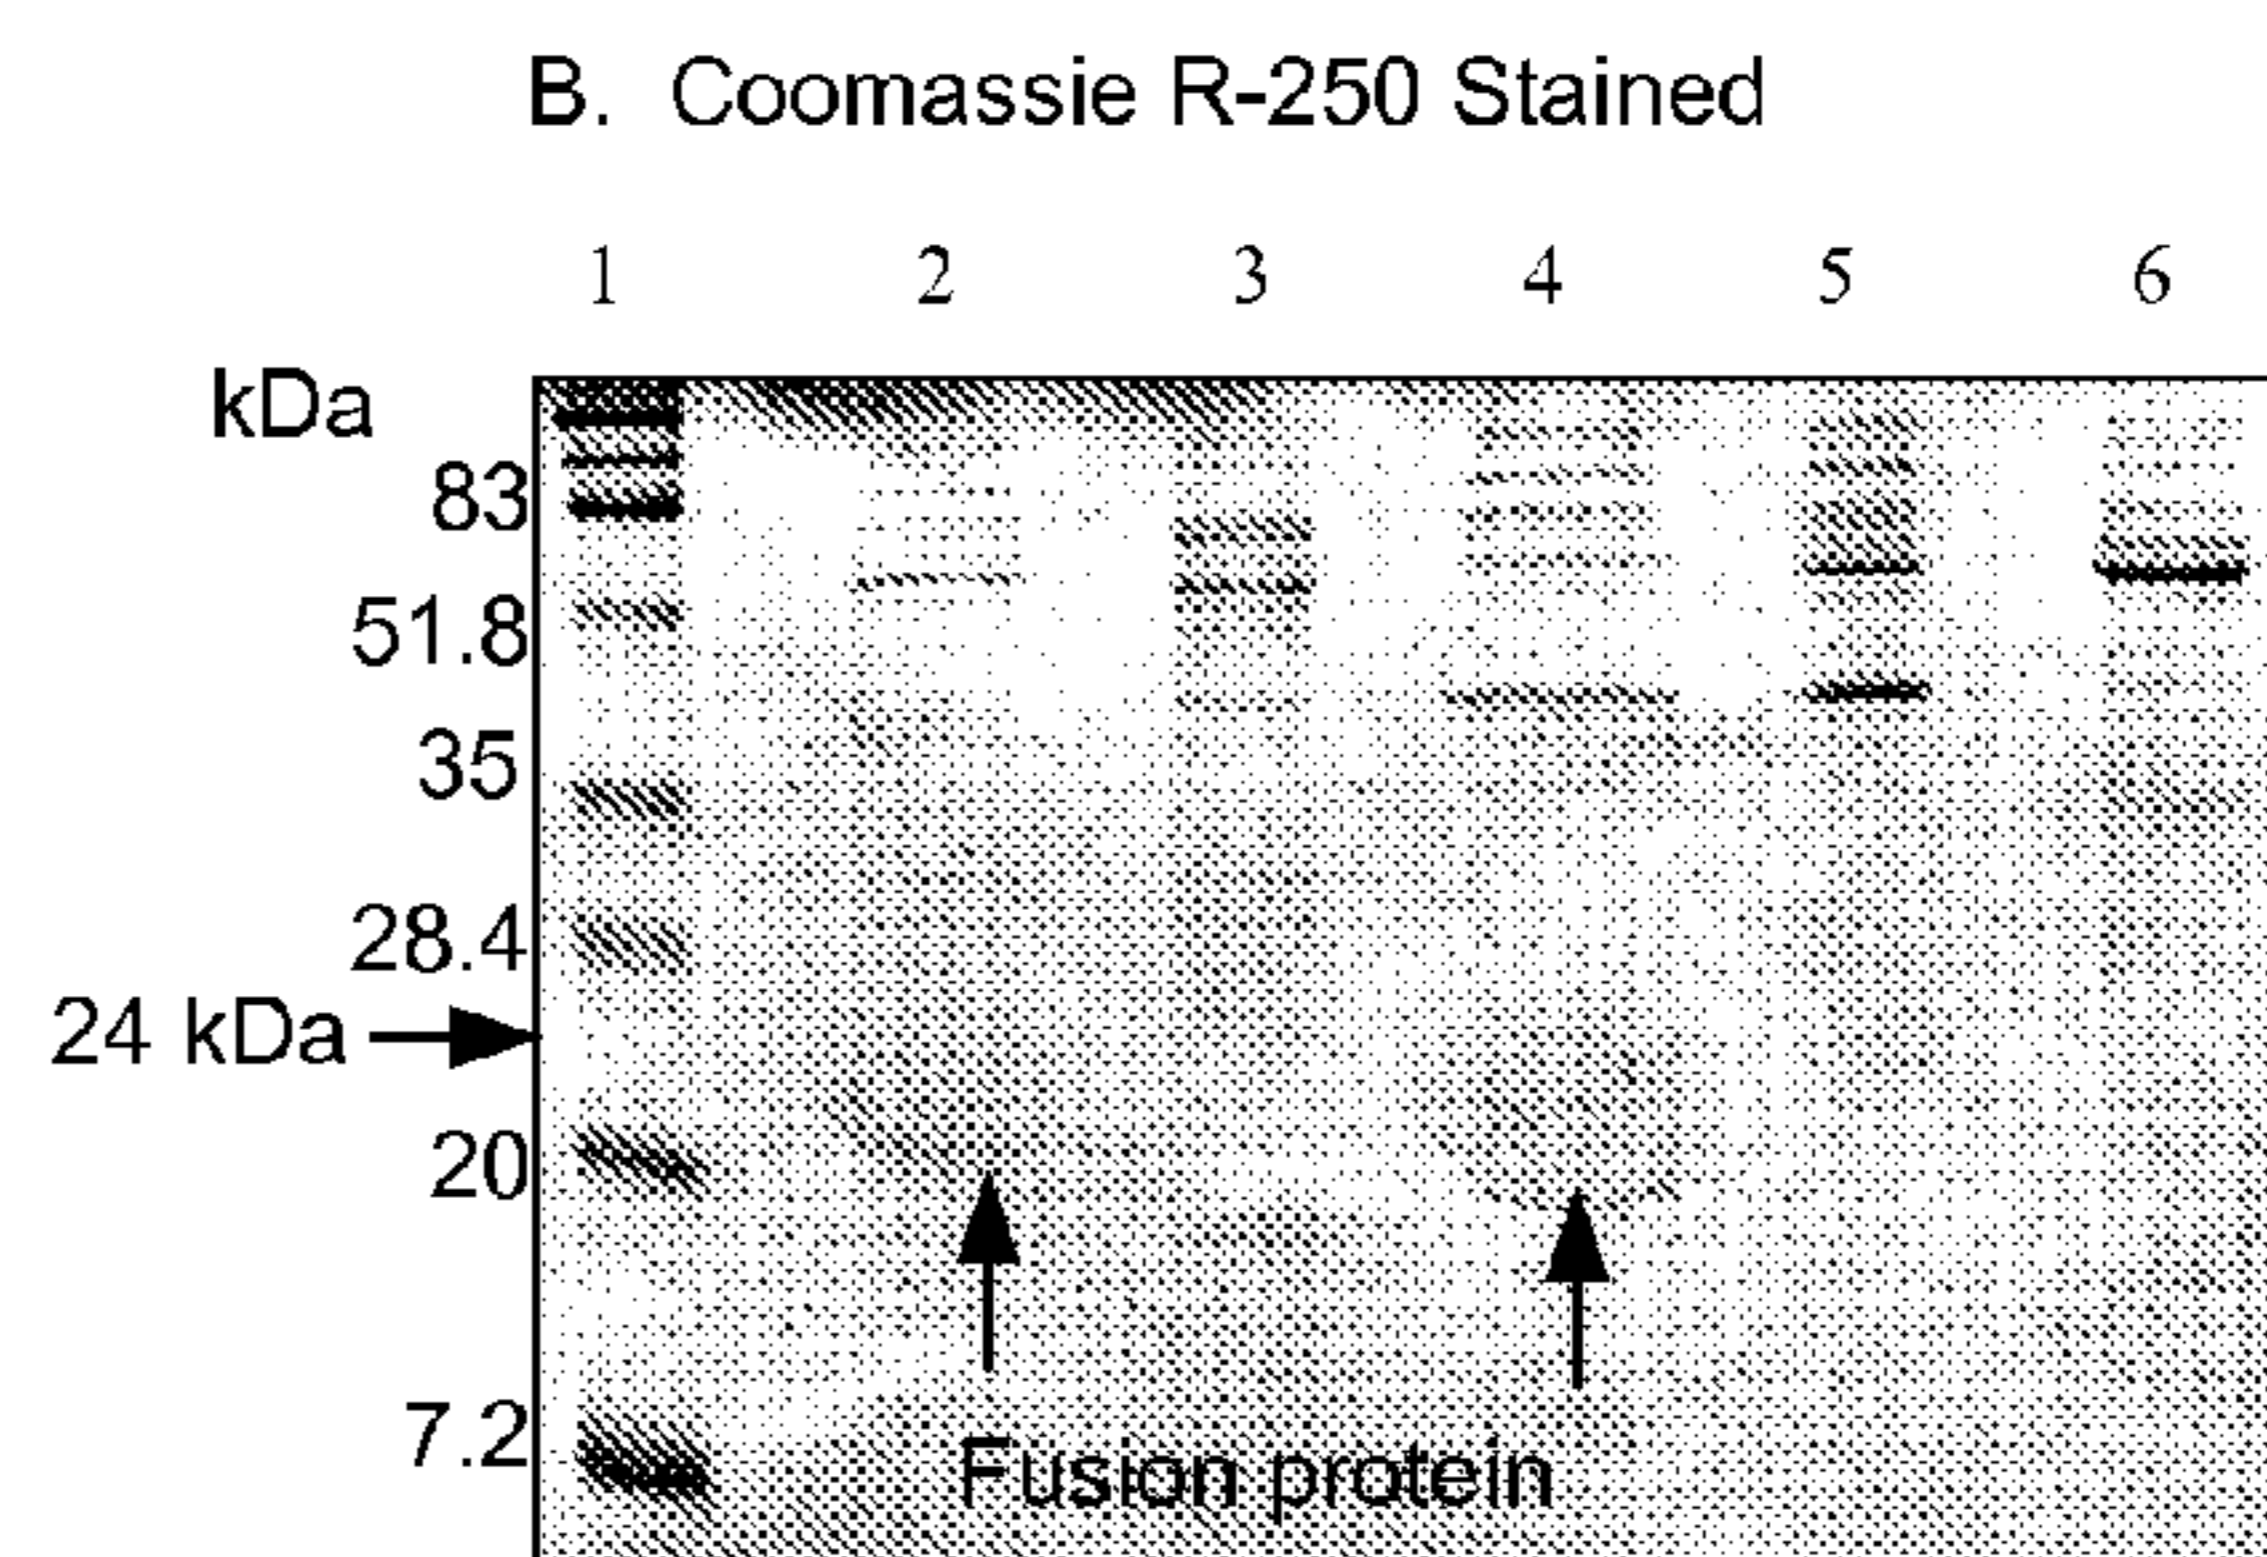 B. Coomassie R-250 Stained
1 2 3 4 5 6
kDa
83
51.8
35
28.4
24 kDa
20
7.2
Fusion protein